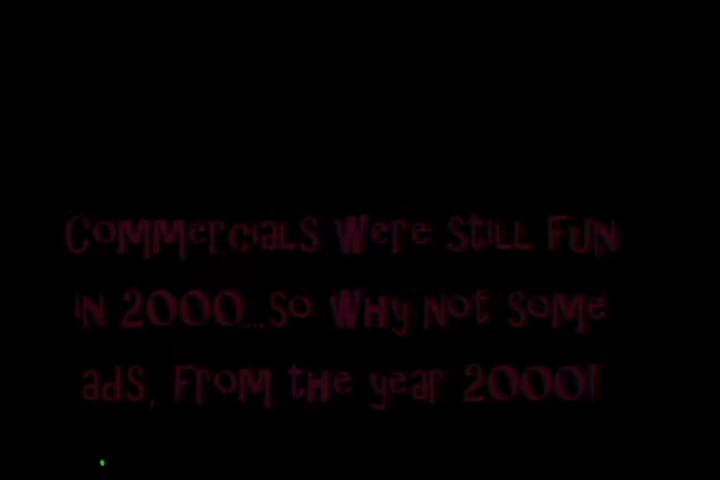 Commercials Were Still Fun
in 2000...So Why Not Some
ads, From the year 2000!